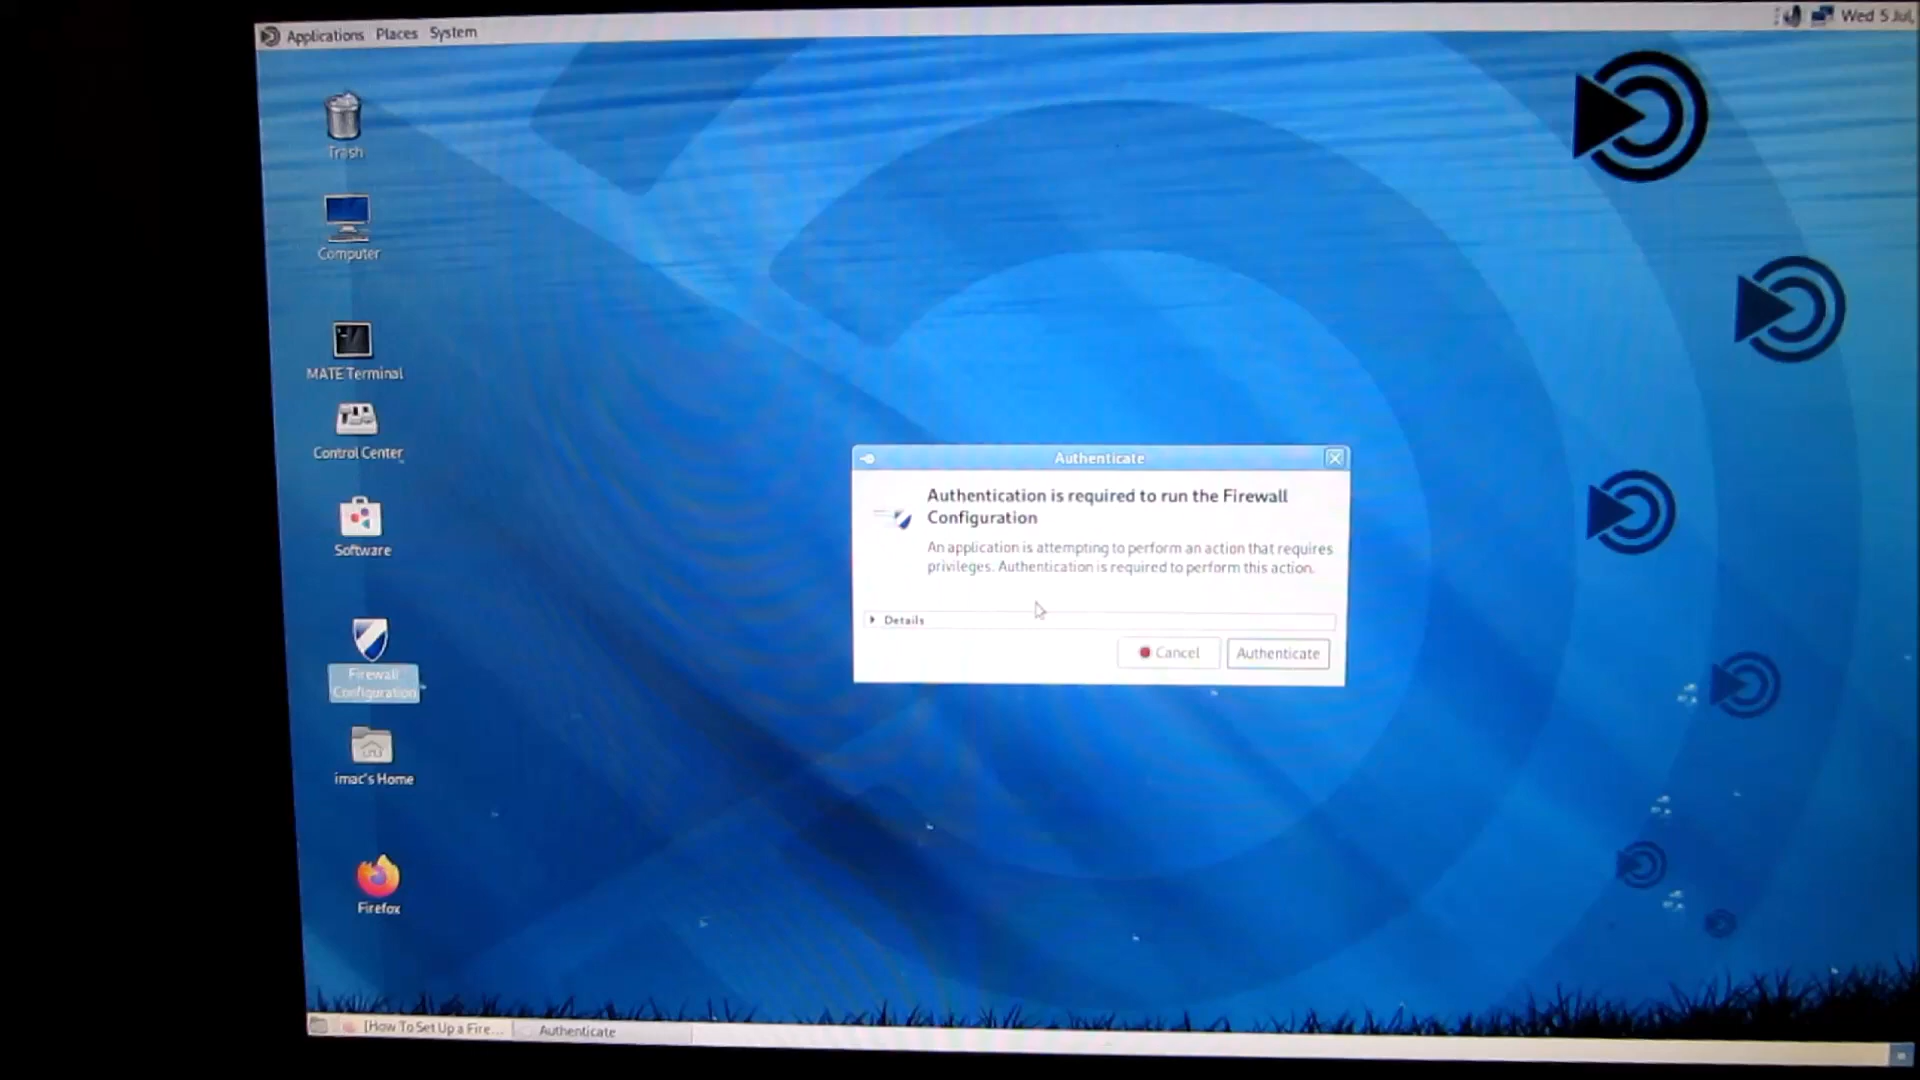 Applications Places System
Wed 5 Jul,
Trash
Computer
MATE Terminal
Control Center
Software
Firewall
Configuration
imac's Home
Firefox
Authenticate
Authentication is required to run the Firewall
Configuration
An application is attempting to perform an action that requires
privileges. Authentication is required to perform this action.
Details
Cancel Authenticate
[How To Set Up a Fire... Authenticate